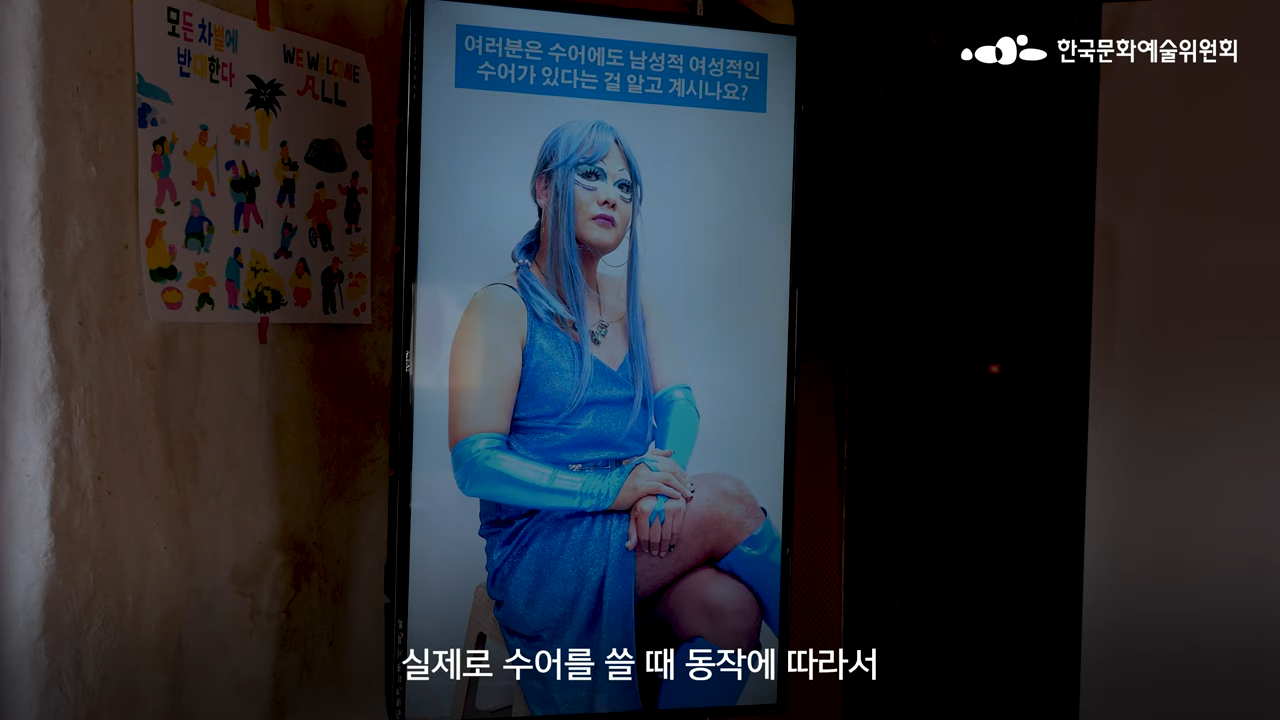 모든 차별에
반대한다
WE WELCOME
ALL
여러분은 수어에도 남성적 여성적인
수어가 있다는 걸 알고 계시나요?
한국문화예술위원회
실제로 수어를 쓸 때 동작에 따라서